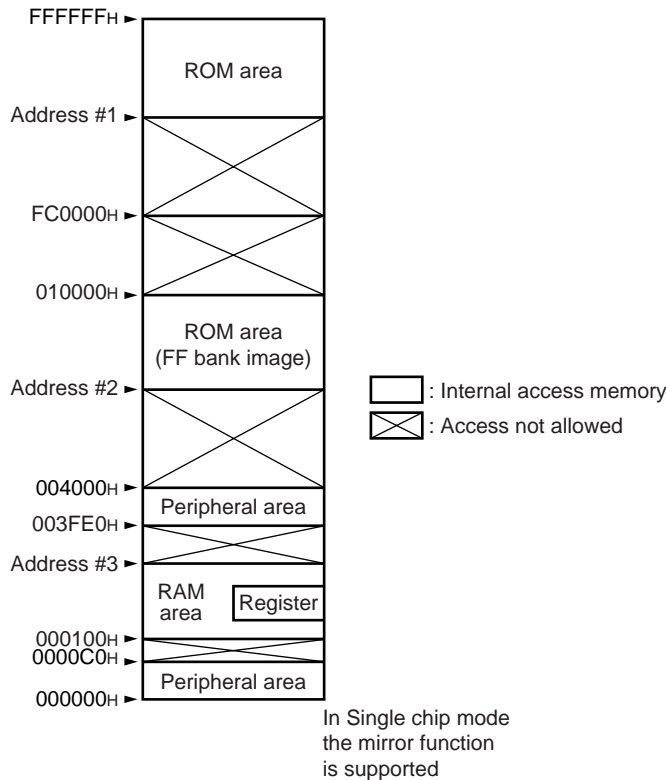 FFFFFFH
ROM area
Address #1
FC0000H
010000H
ROM area
(FF bank image)
Address #2
: Internal access memory
: Access not allowed
004000H
Peripheral area
003FE0H
Address #3
RAM
area
Register
000100H
0000C0H
Peripheral area
000000H
In Single chip mode
the mirror function
is supported